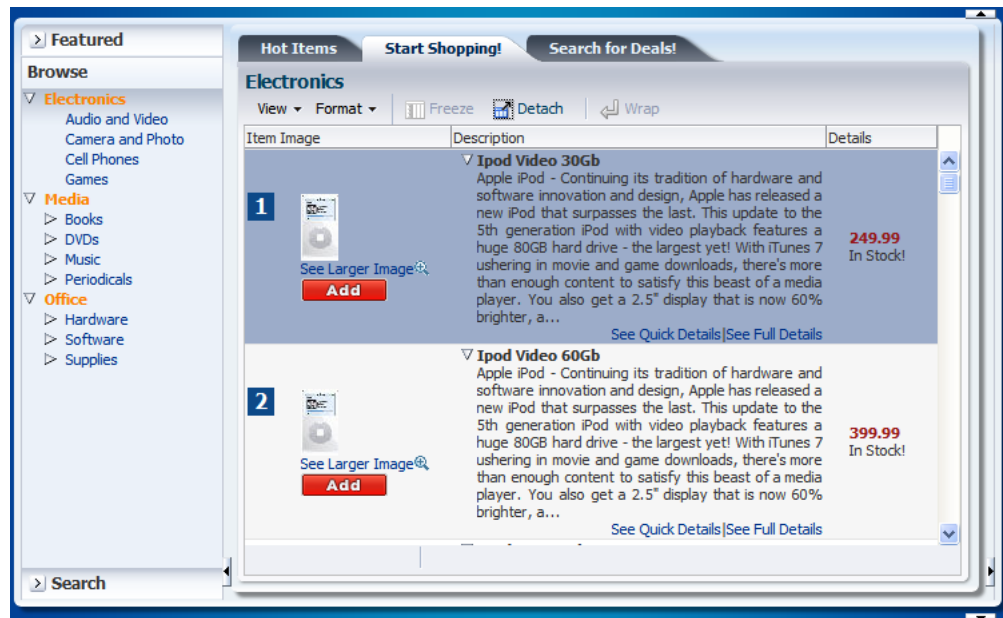 Featured
Browse
Electronics
Audio and Video
Camera and Photo
Cell Phones
Games
Media
Books
DVDs
Music
Periodicals
Office
Hardware
Software
Supplies
Search
Hot Items
Start Shopping!
Search for Deals!
Electronics
View Format Freeze Detach Wrap
Item Image Description Details
1
See Larger Image
Add
Ipod Video 30Gb
Apple iPod - Continuing its tradition of hardware and
software innovation and design, Apple has released a
new iPod that surpasses the last. This update to the
5th generation iPod with video playback features a
huge 80GB hard drive - the largest yet! With iTunes 7
ushering in movie and game downloads, there's more
than enough content to satisfy this beast of a media
player. You also get a 2.5" display that is now 60%
brighter, a...
See Quick Details|See Full Details
249.99
In Stock!
2
See Larger Image
Add
Ipod Video 60Gb
Apple iPod - Continuing its tradition of hardware and
software innovation and design, Apple has released a
new iPod that surpasses the last. This update to the
5th generation iPod with video playback features a
huge 80GB hard drive - the largest yet! With iTunes 7
ushering in movie and game downloads, there's more
than enough content to satisfy this beast of a media
player. You also get a 2.5" display that is now 60%
brighter, a...
See Quick Details|See Full Details
399.99
In Stock!